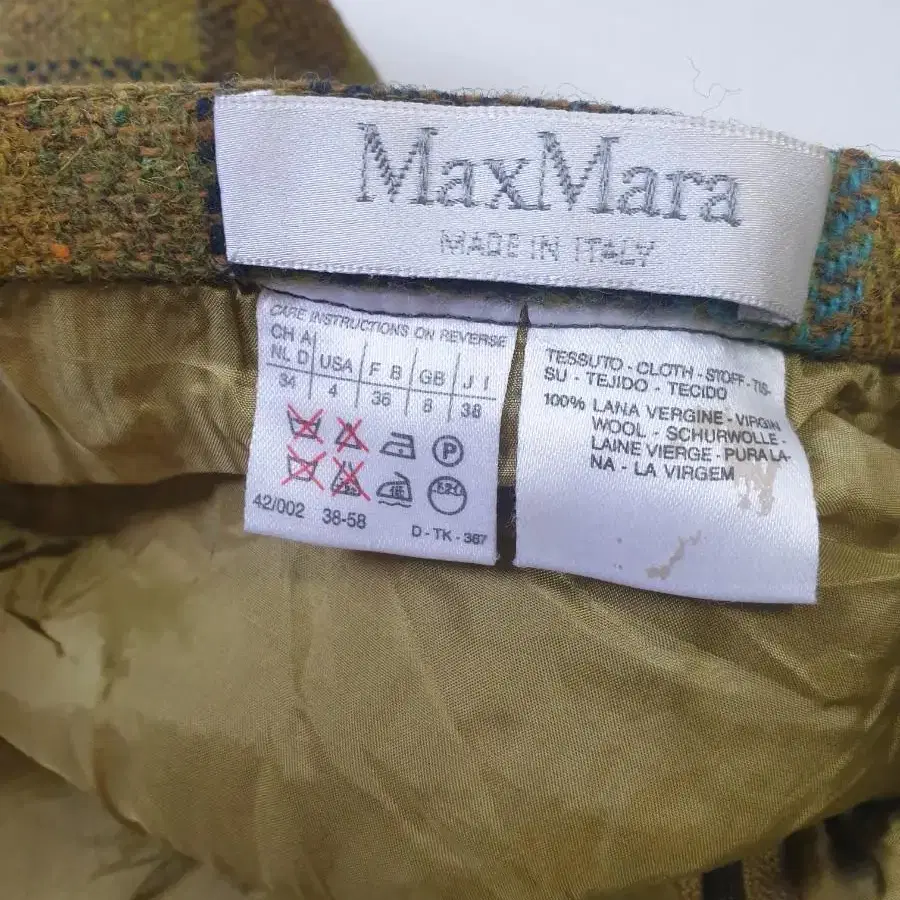 MaxMara
MADE IN ITALY
CARE INSTRUCTIONS ON REVERSE
CH A
NL D USA F B GB J I
34 4 36 8 38
P
42/002 38-58
D - TK - 367
TESSUTO - CLOTH - STOFF - TIS-
SU - TEJIDO - TECIDO
100% LANA VERGINE - VIRGIN
WOOL - SCHURWOLLE -
LAINE VIERGE - PURA LA-
NA - LA VIRGEM